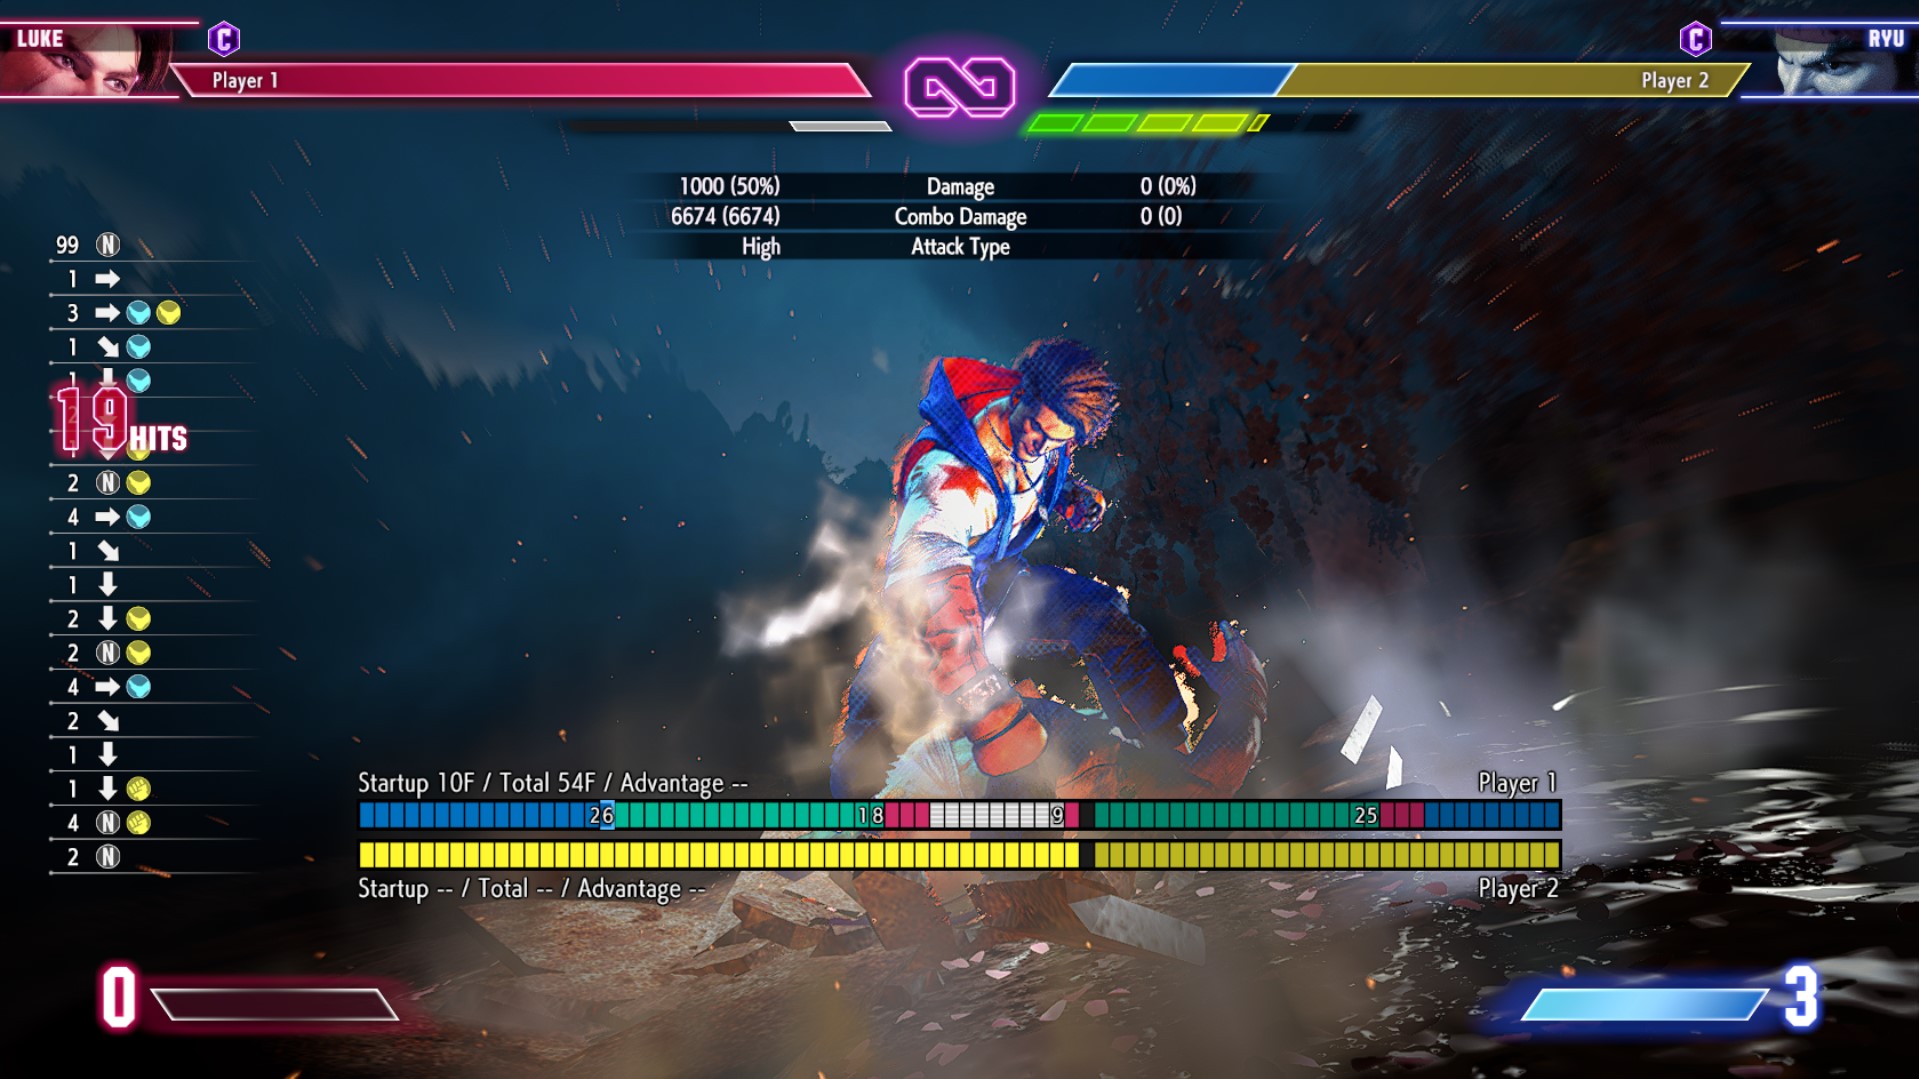 LUKE
C
C
RYU
Player 1
Player 2
1000 (50%) Damage 0 (0%)
6674 (6674) Combo Damage 0 (0)
High Attack Type
99 N
1
3
1
1
19 HITS
2 N
4
1
1
2
2 N
4
2
1
1
4 N
2 N
Startup 10F / Total 54F / Advantage --
Player 1
26 18 9 25
Startup -- / Total -- / Advantage --
Player 2
0
3